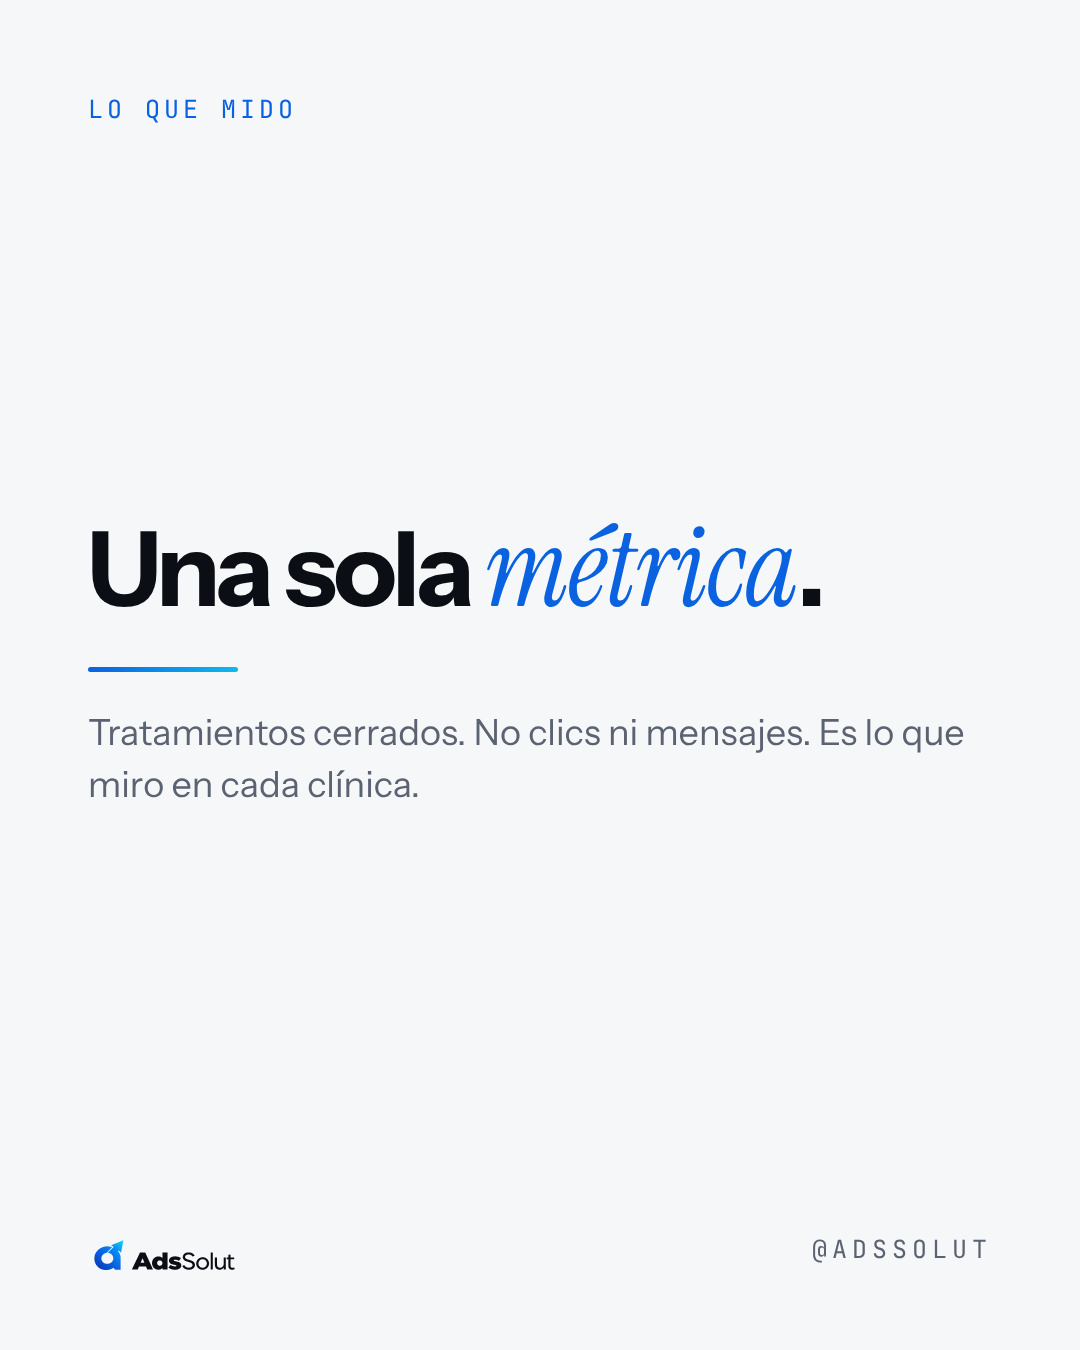 LO QUE MIDO
Una sola métrica.
Tratamientos cerrados. No clics ni mensajes. Es lo que
miro en cada clínica.
AdsSolut
@ADSSOLUT